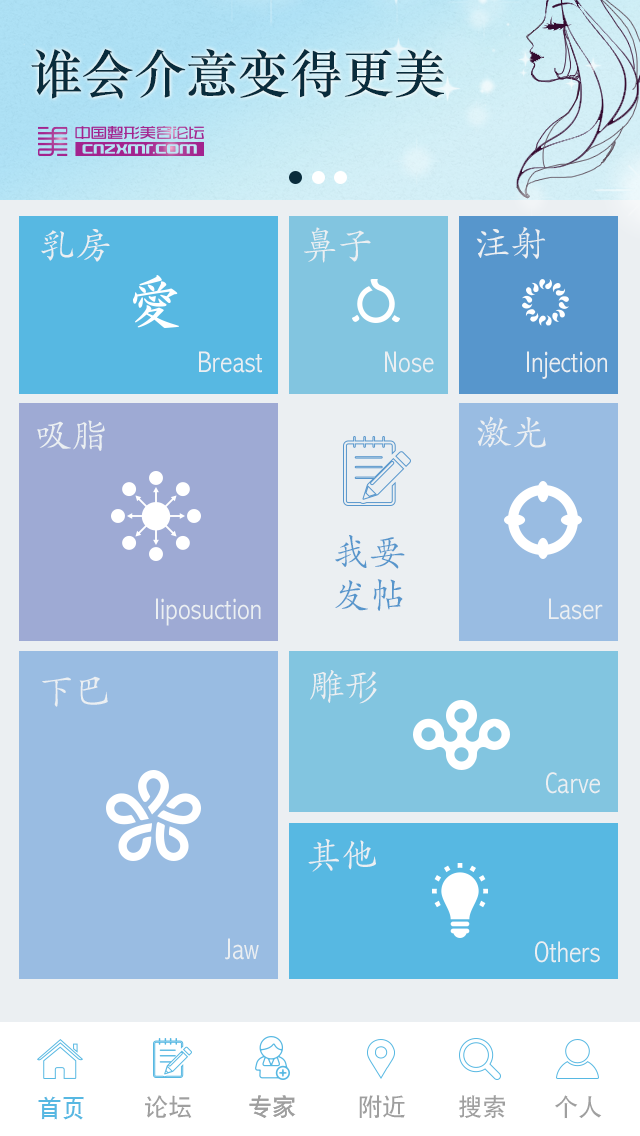 谁会介意变得更美
美
中国整形美容论坛
cnzxmr.com
乳房
愛
Breast
鼻子
Nose
注射
Injection
吸脂
liposuction
我要
发帖
激光
Laser
下巴
Jaw
雕形
Carve
其他
Others
首页
论坛
专家
附近
搜索
个人